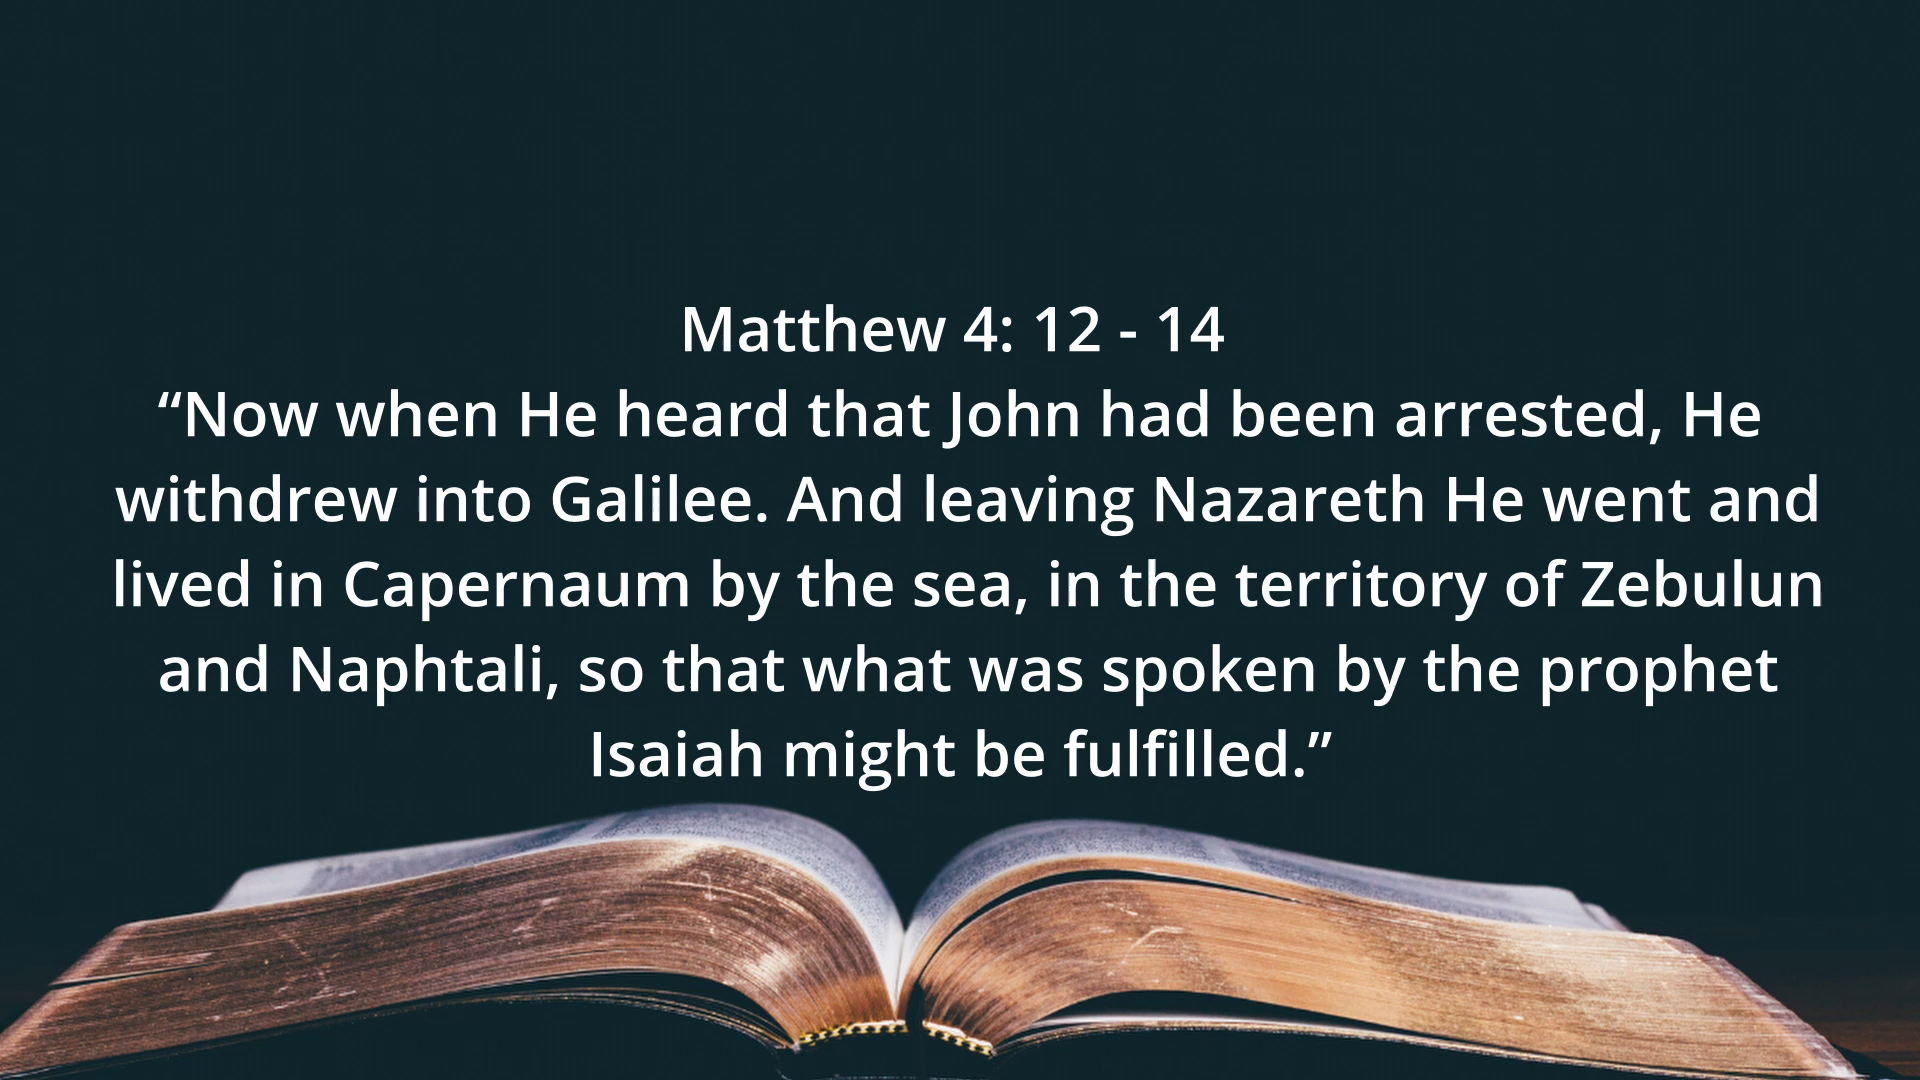 Matthew 4: 12 - 14
“Now when He heard that John had been arrested, He
withdrew into Galilee. And leaving Nazareth He went and
lived in Capernaum by the sea, in the territory of Zebulun
and Naphtali, so that what was spoken by the prophet
Isaiah might be fulfilled.”